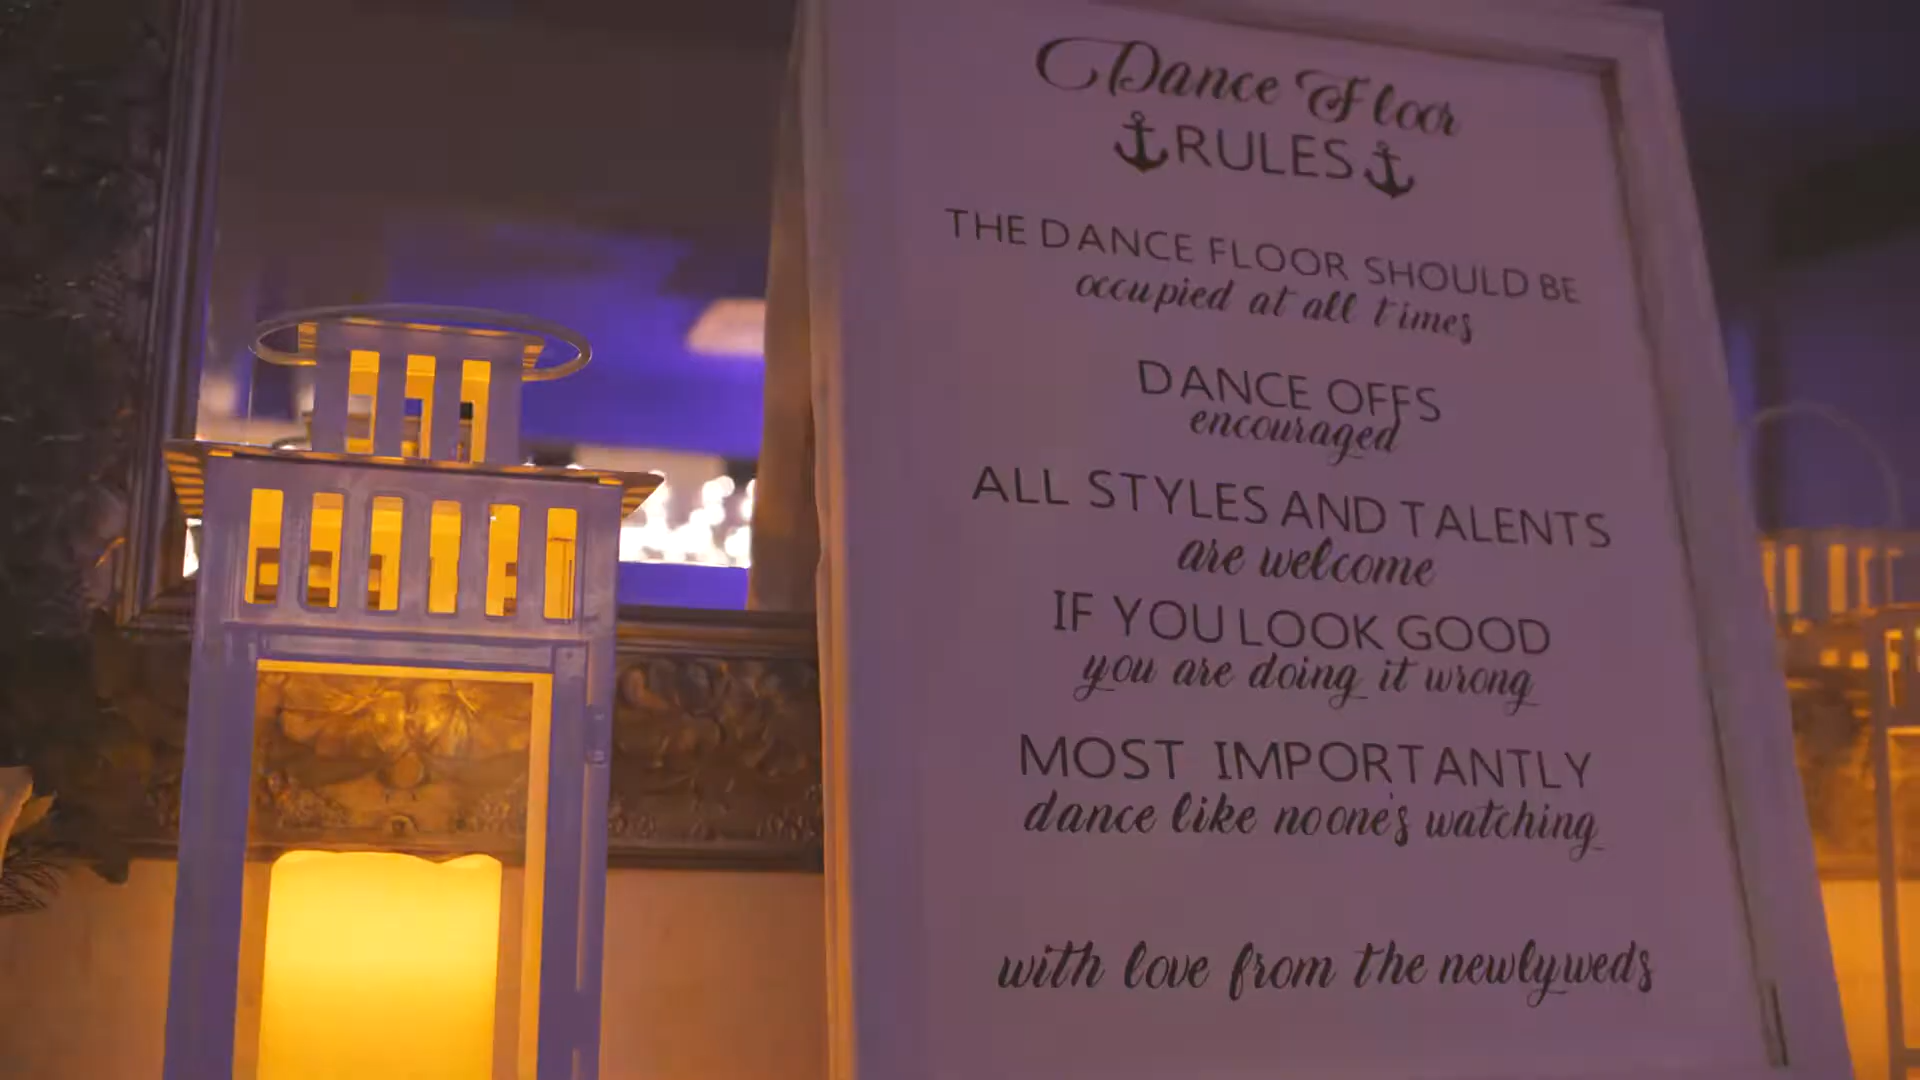 Dance Floor
RULES
THE DANCE FLOOR SHOULD BE
occupied at all times
DANCE OFFS
encouraged
ALL STYLES AND TALENTS
are welcome
IF YOU LOOK GOOD
you are doing it wrong
MOST IMPORTANTLY
dance like no one's watching
with love from the newlyweds